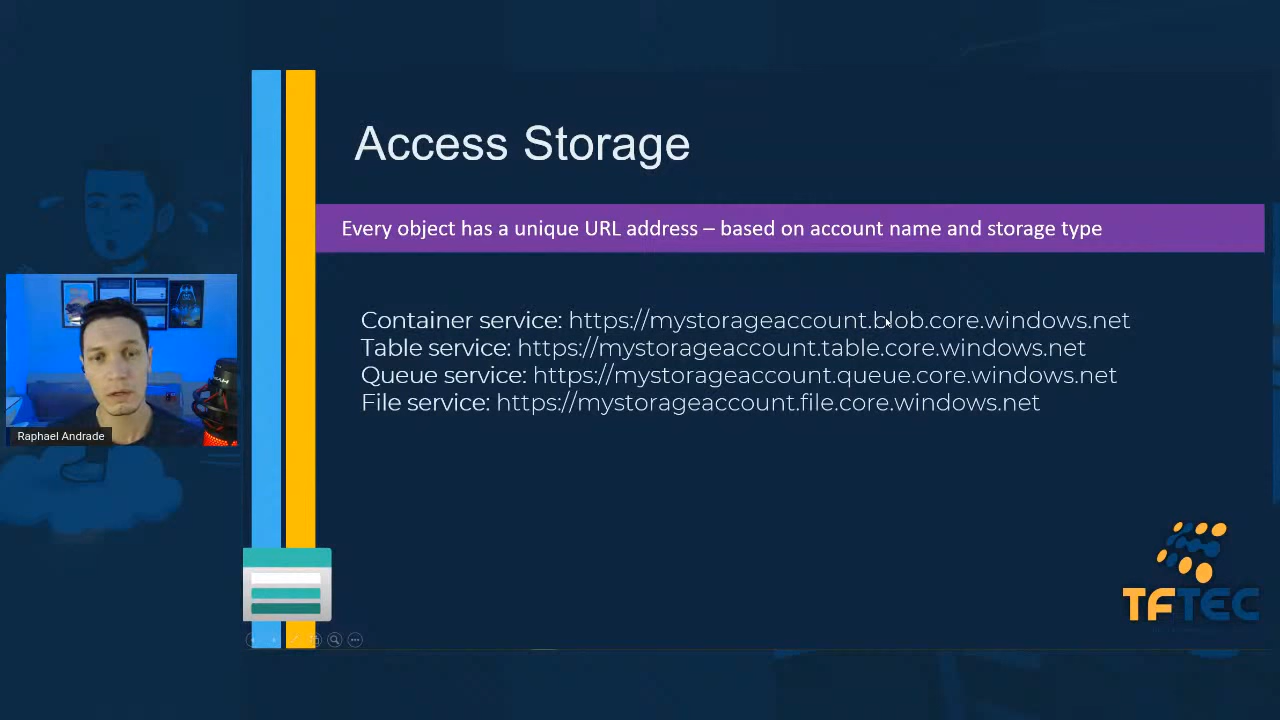 Access Storage
Every object has a unique URL address – based on account name and storage type
Container service: https://mystorageaccount.blob.core.windows.net
Table service: https://mystorageaccount.table.core.windows.net
Queue service: https://mystorageaccount.queue.core.windows.net
File service: https://mystorageaccount.file.core.windows.net
Raphael Andrade
TFTEC